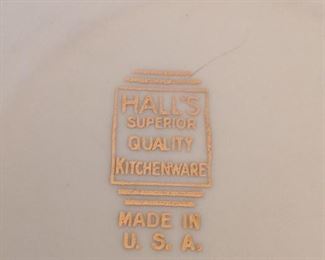 HALL'S
SUPERIOR
QUALITY
KITCHENWARE
MADE IN
U. S. A.